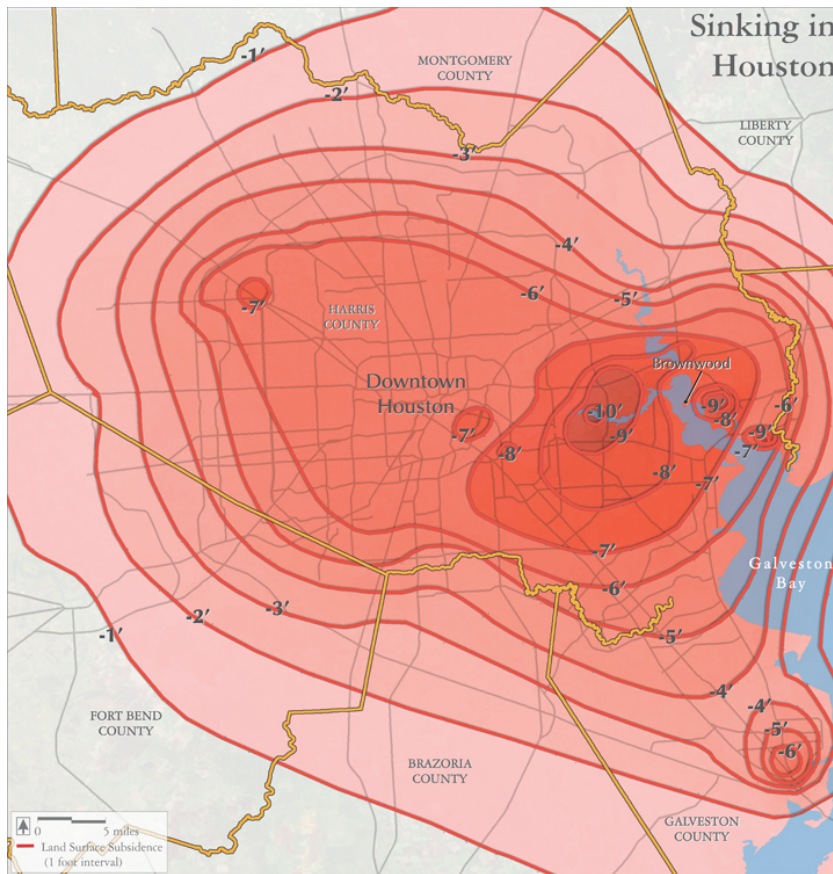 Sinking in
Houston
-1'
MONTGOMERY
COUNTY
-2'
LIBERTY
COUNTY
-3'
-4'
-6'
-5'
-7'
HARRIS
COUNTY
Brownwood
Downtown
Houston
-10'
-9'
-8'
-6'
-7'
-9'
-9'
-7'
-8'
-8'
-7'
-7'
Galveston
Bay
-6'
-3'
-2'
-1'
-5'
-4'
-4'
-5'
-6'
FORT BEND
COUNTY
BRAZORIA
COUNTY
GALVESTON
COUNTY
0
5 miles
Land Surface Subsidence
(1 foot interval)